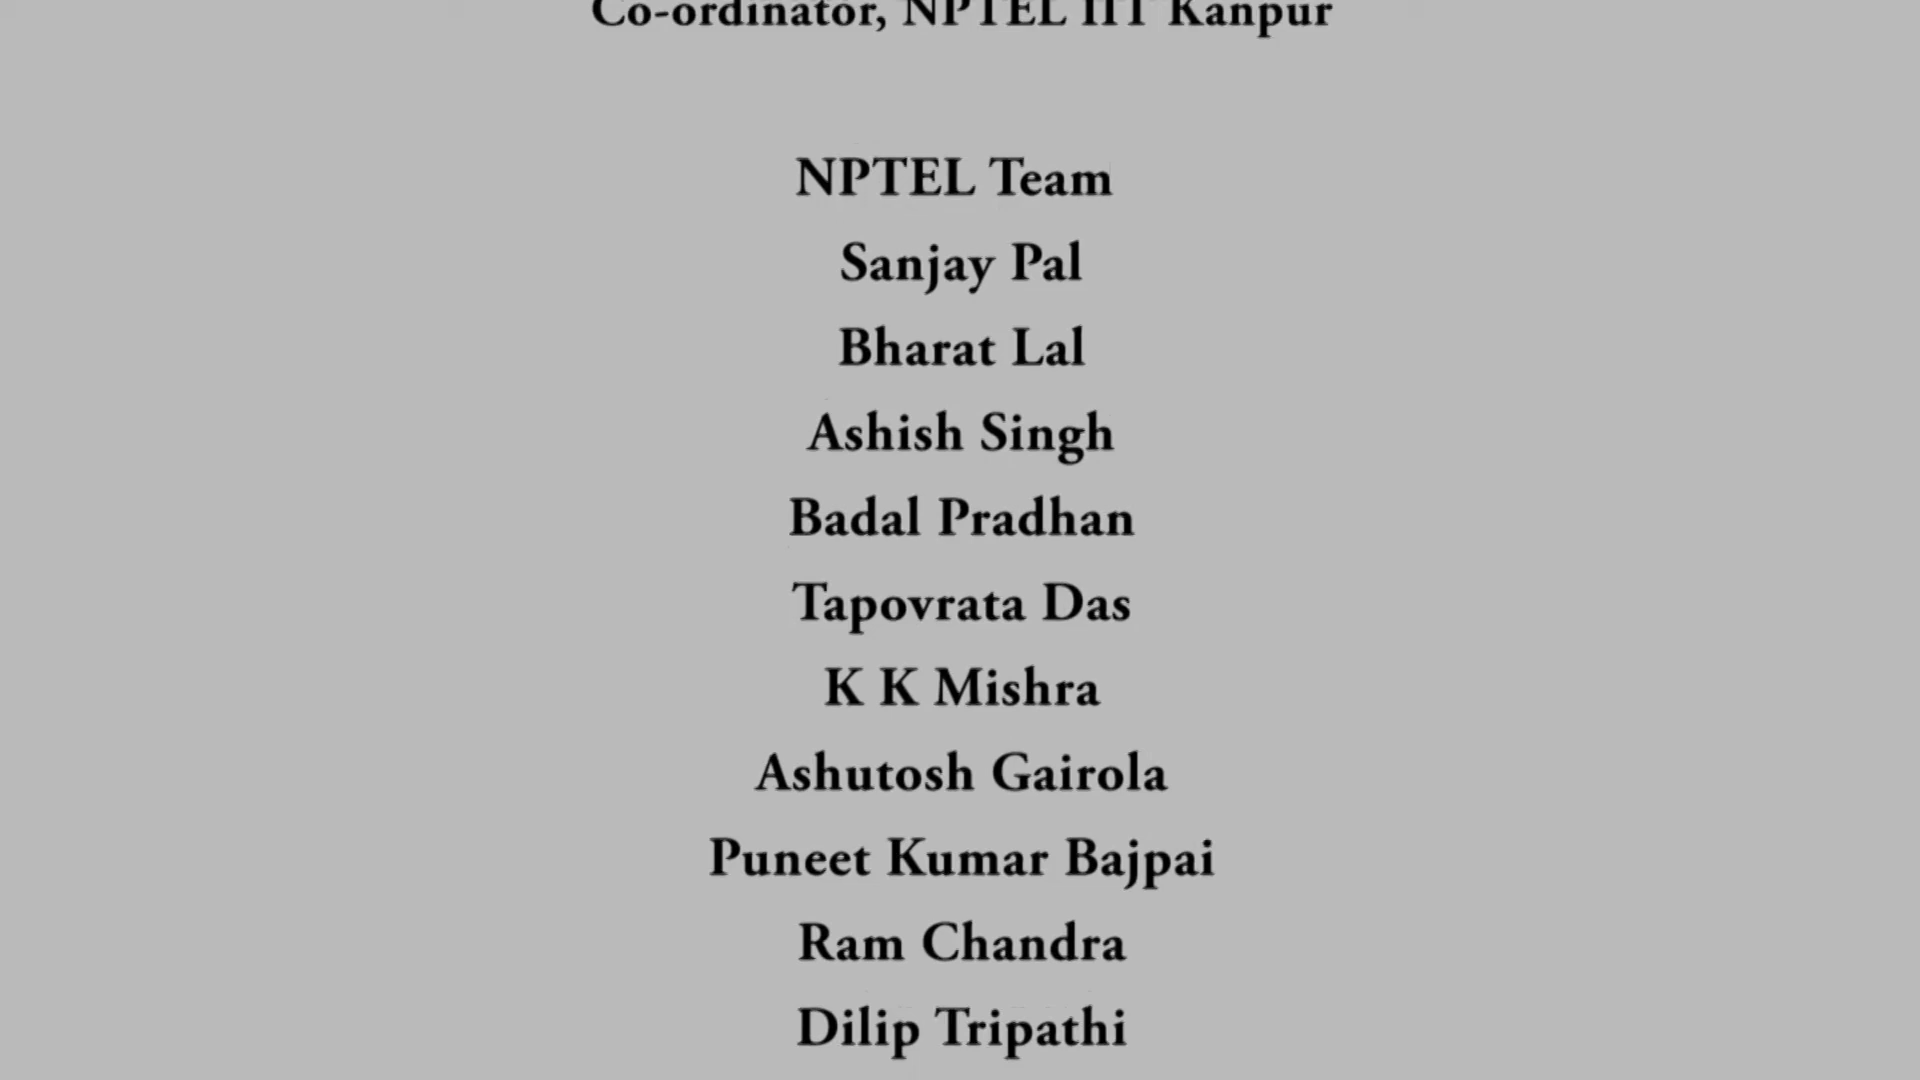 Co-ordinator, NPTEL IIT Kanpur
NPTEL Team
Sanjay Pal
Bharat Lal
Ashish Singh
Badal Pradhan
Tapovrata Das
K K Mishra
Ashutosh Gairola
Puneet Kumar Bajpai
Ram Chandra
Dilip Tripathi